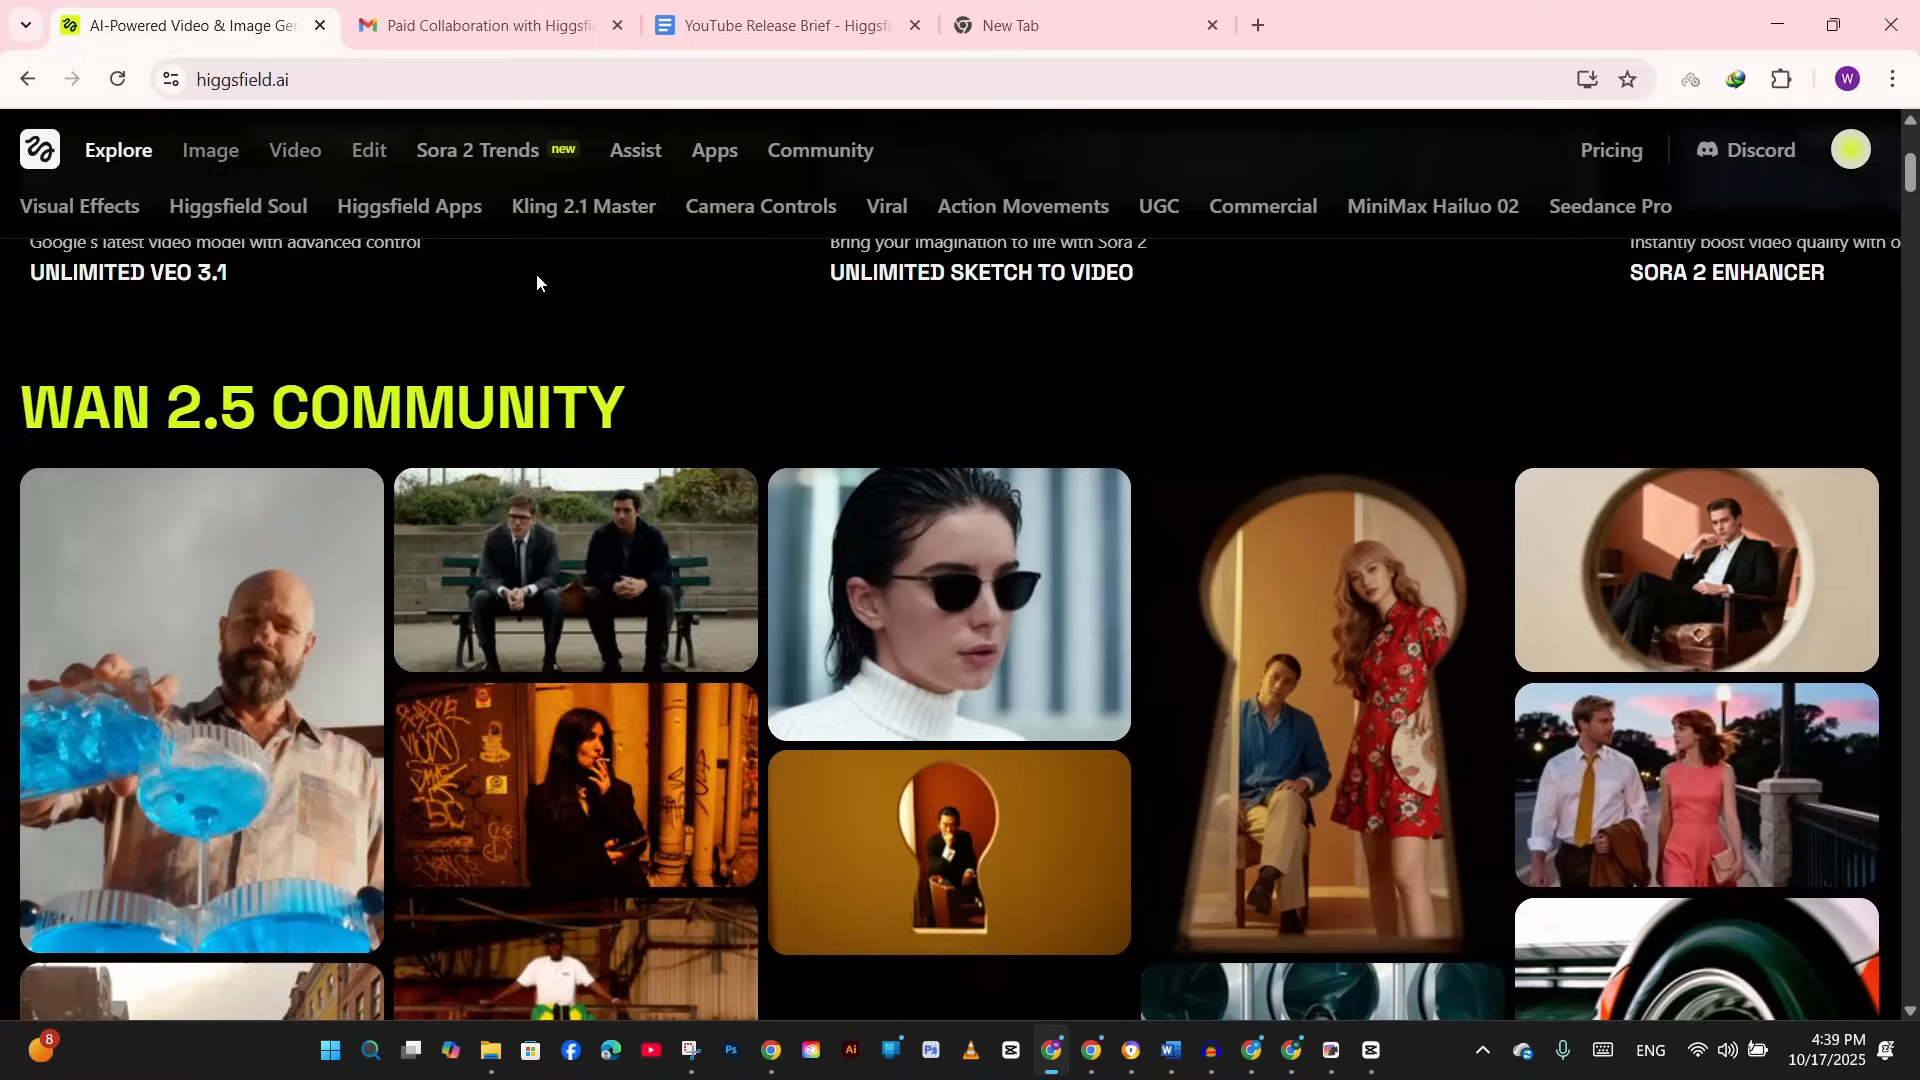 AI-Powered Video & Image Ge
Paid Collaboration with Higgsfi
YouTube Release Brief - Higgsfi
New Tab
higgsfield.ai
W
Explore
Image
Video
Edit
Sora 2 Trends new
Assist
Apps
Community
Pricing
Discord
Visual Effects
Higgsfield Soul
Higgsfield Apps
Kling 2.1 Master
Camera Controls
Viral
Action Movements
UGC
Commercial
MiniMax Hailuo 02
Seedance Pro
Google's latest video model with advanced control
UNLIMITED VEO 3.1
Bring your imagination to life with Sora 2
UNLIMITED SKETCH TO VIDEO
Instantly boost video quality with o
SORA 2 ENHANCER
WAN 2.5 COMMUNITY
8
Ps
Ai
Ps
W
ENG
4:39 PM
10/17/2025